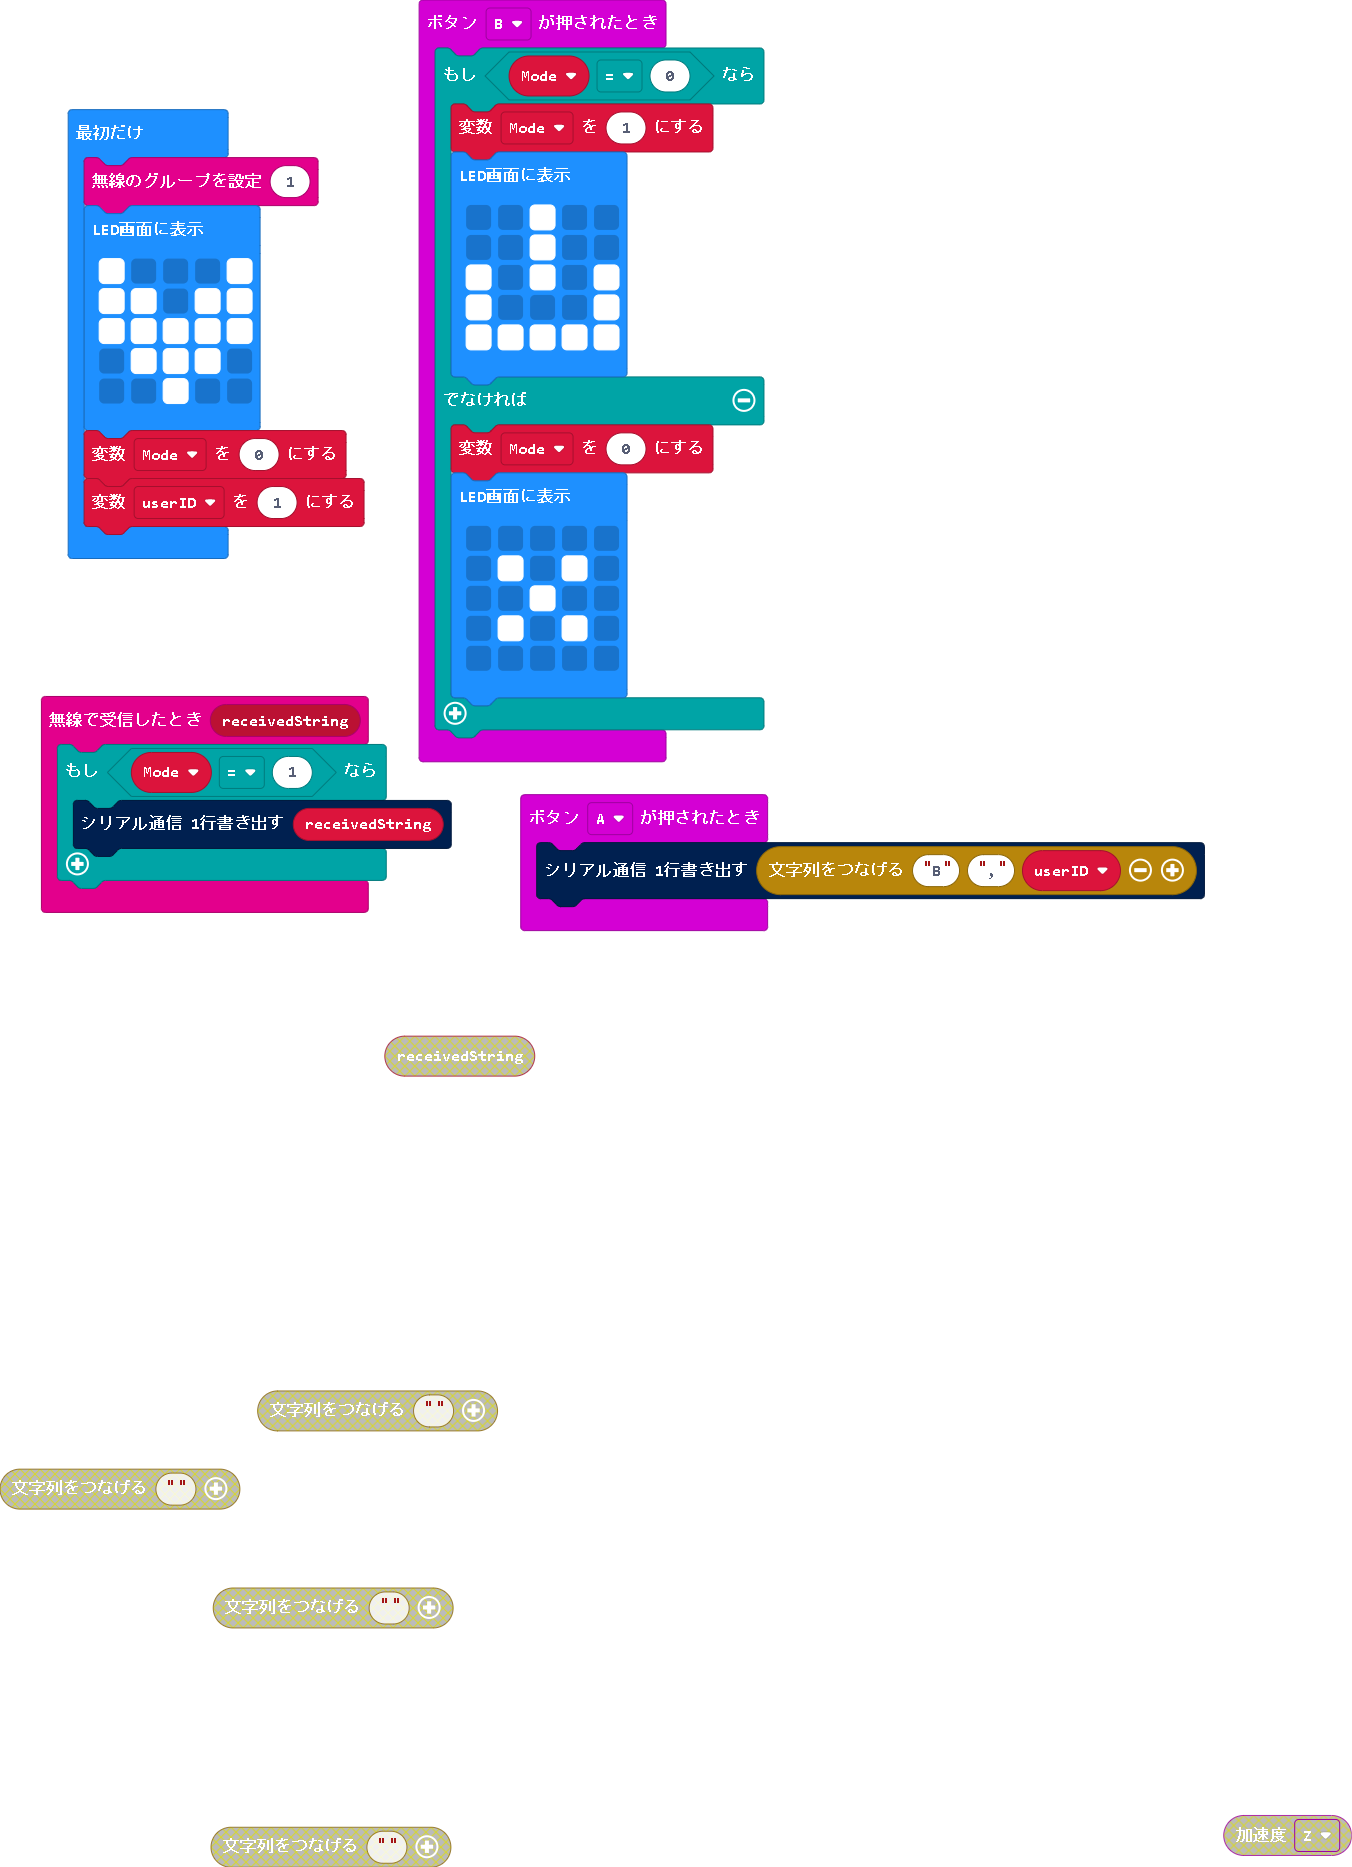 最初だけ
無線のグループを設定 1
LED画面に表示
変数 Mode を 0 にする
変数 userID を 1 にする
ボタン B が押されたとき
もし Mode = 0 なら
変数 Mode を 1 にする
LED画面に表示
でなければ
変数 Mode を 0 にする
LED画面に表示
無線で受信したとき receivedString
もし Mode = 1 なら
シリアル通信 1行書き出す receivedString
ボタン A が押されたとき
シリアル通信 1行書き出す 文字列をつなげる "B" "," userID
receivedString
文字列をつなげる " "
文字列をつなげる " "
文字列をつなげる " "
文字列をつなげる " "
加速度 Z